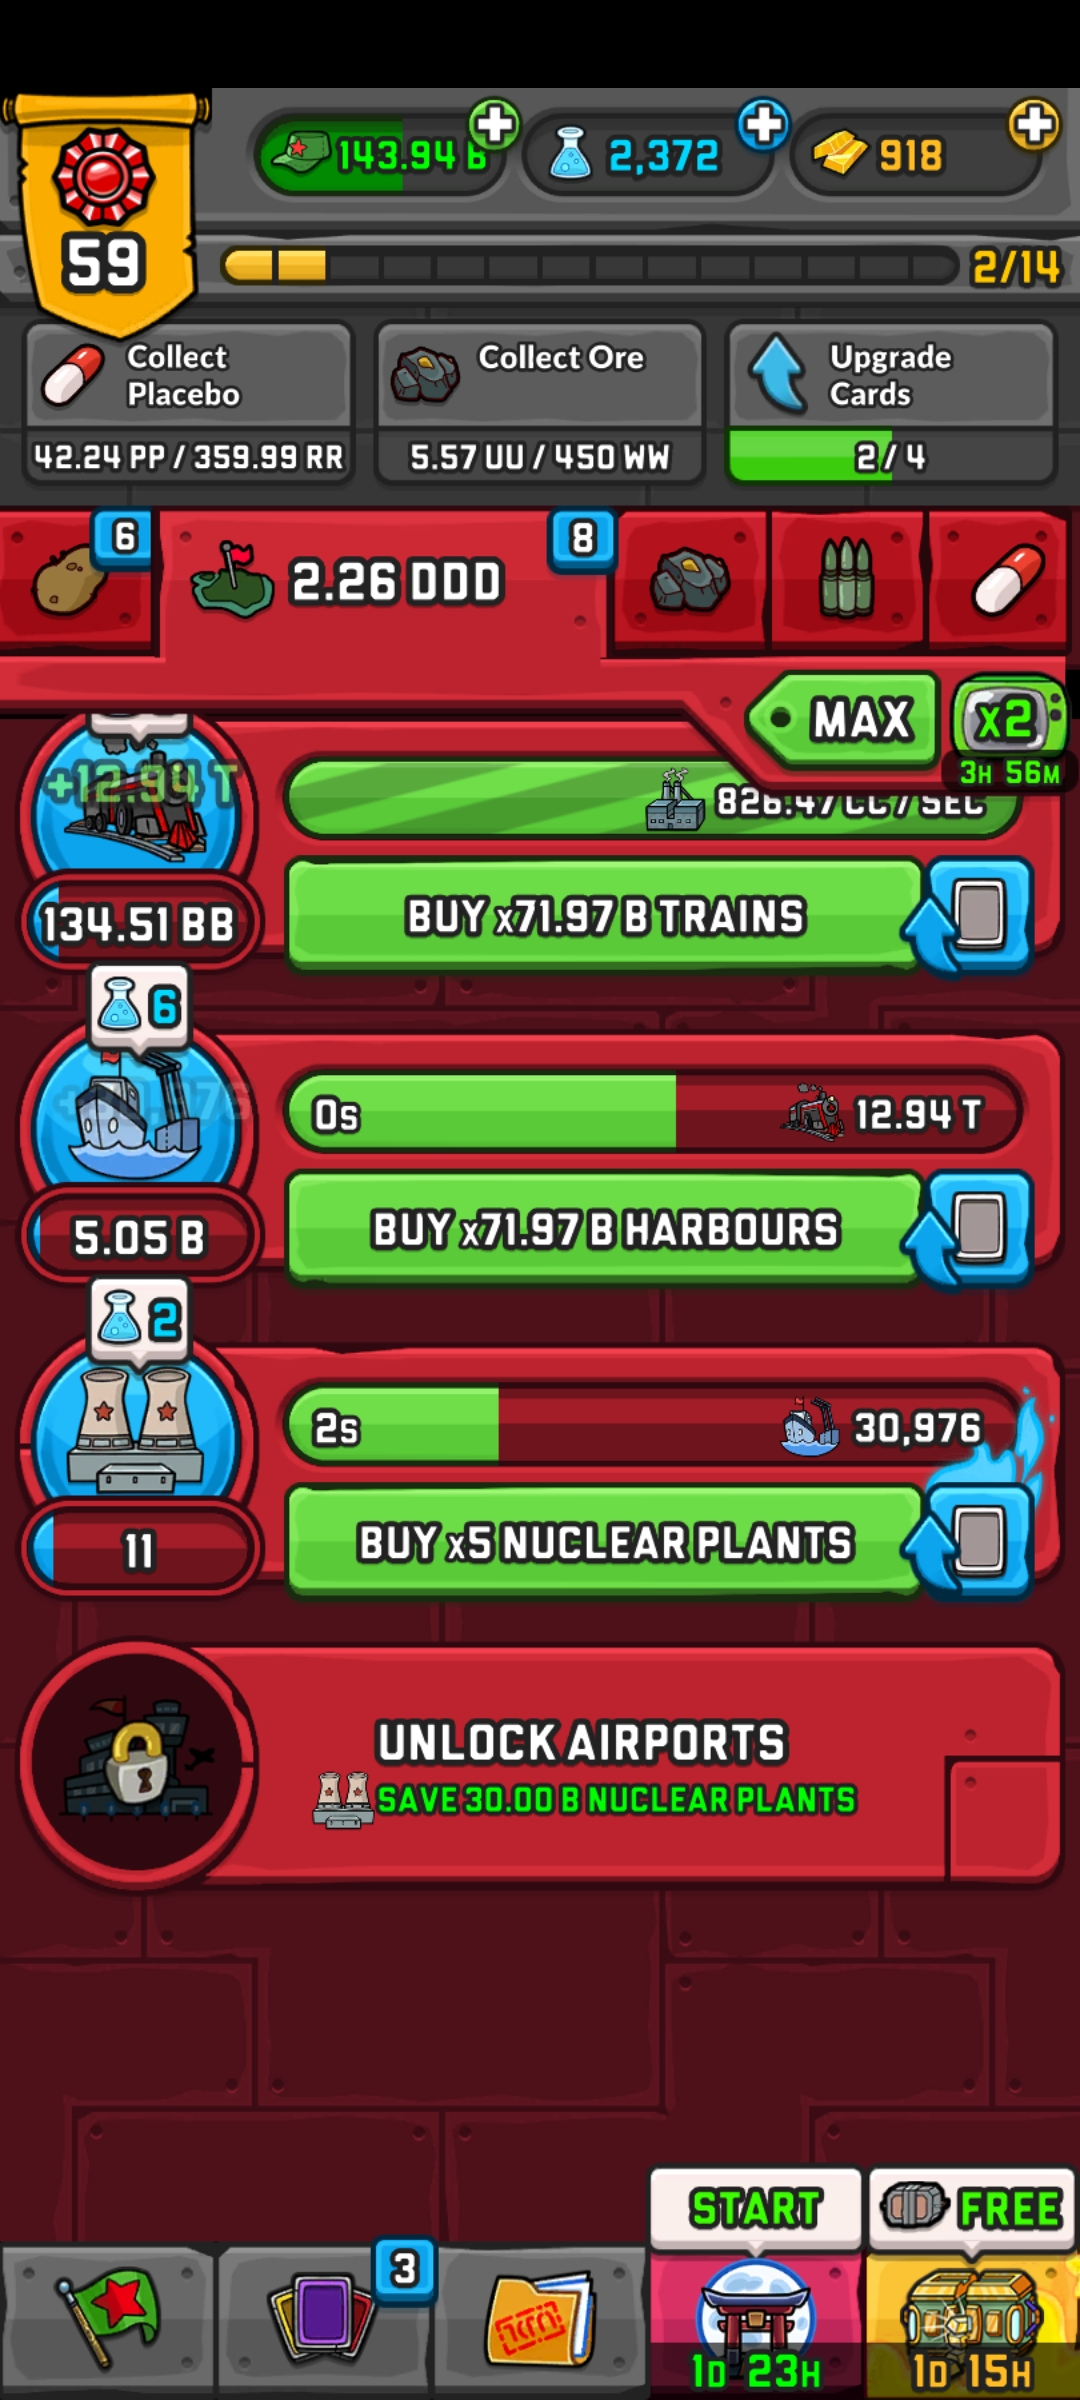 59
143.94 B
2,372
918
2/14
Collect Placebo
42.24 PP / 359.99 RR
Collect Ore
5.57 UU / 450 WW
Upgrade Cards
2/4
6
2.26 DDD
8
MAX
x2
3H 56M
+12.94 T
826.47 CC / SEC
134.51 BB
BUY x71.97 B TRAINS
6
0s
12.94 T
5.05 B
BUY x71.97 B HARBOURS
2
2s
30,976
11
BUY x5 NUCLEAR PLANTS
UNLOCK AIRPORTS
SAVE 30.00 B NUCLEAR PLANTS
START
FREE
3
1D 23H
1D 15H